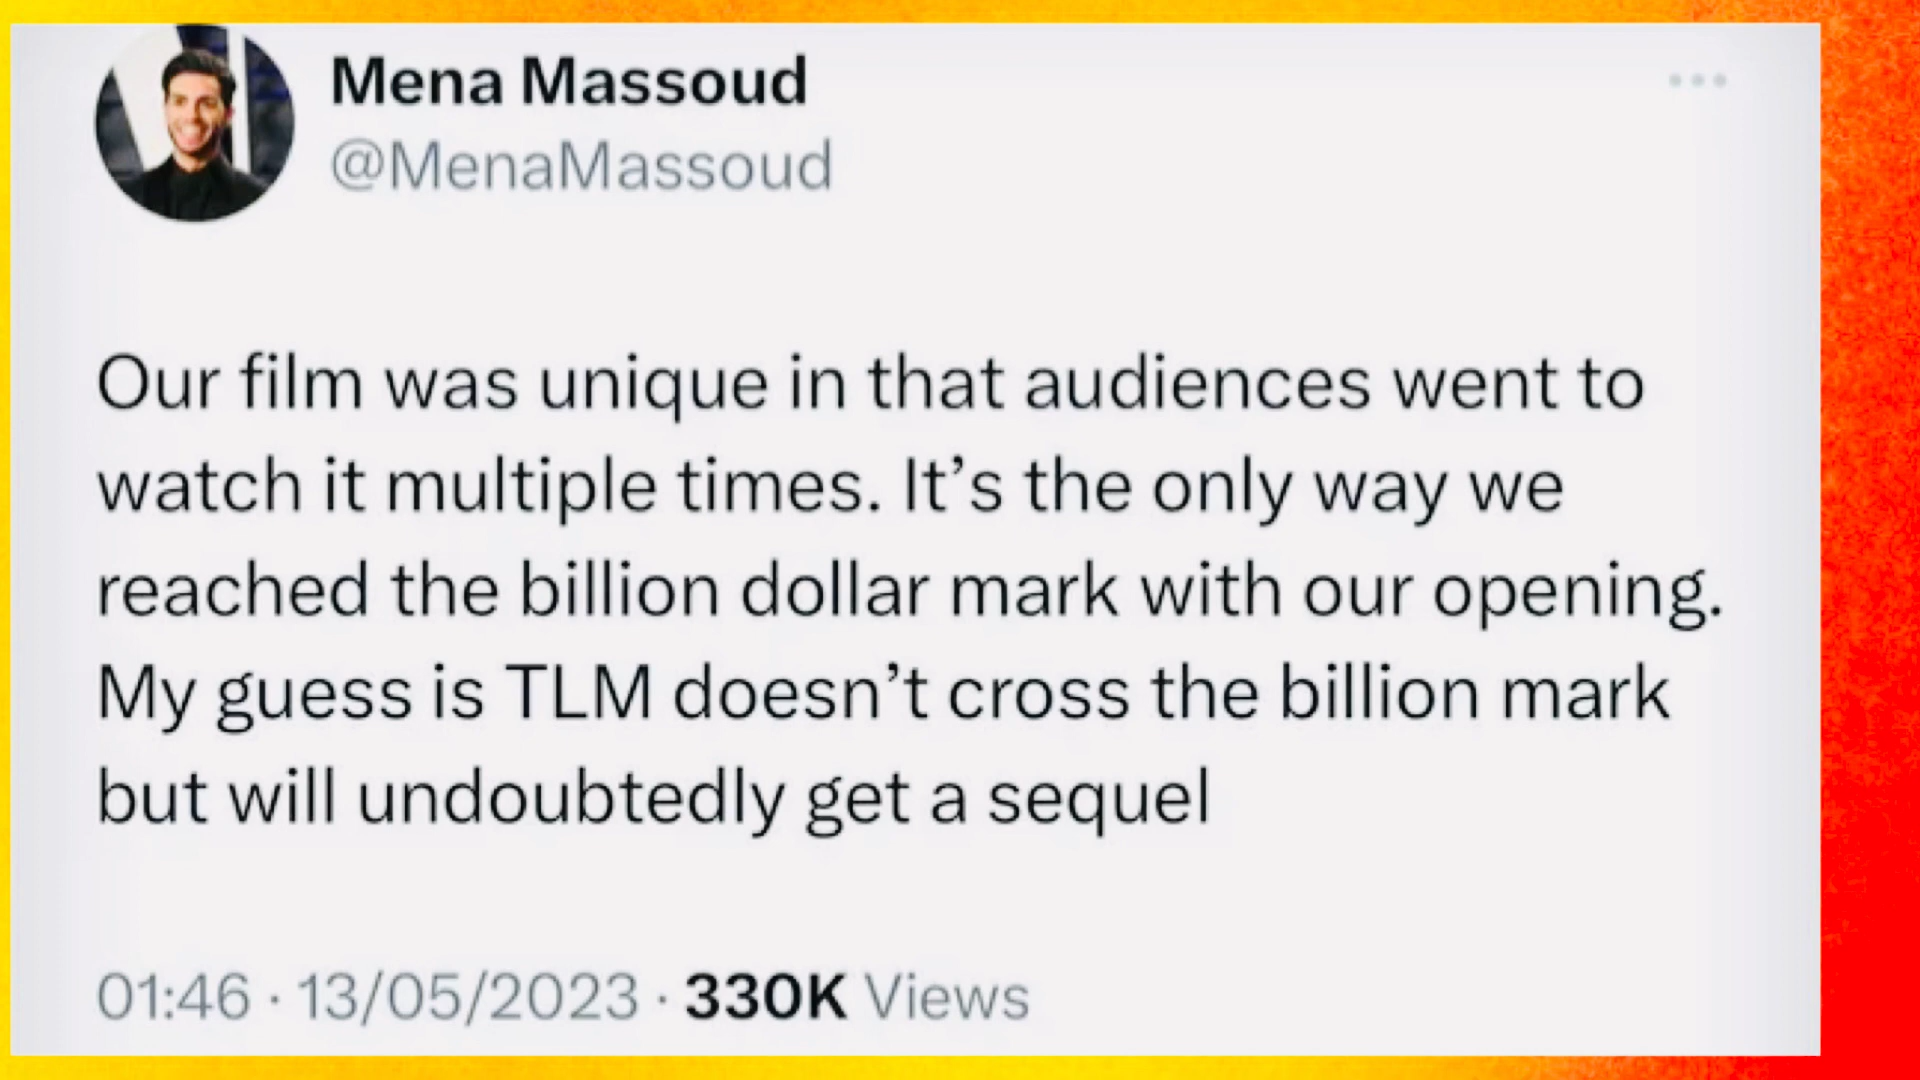 Mena Massoud
@MenaMassoud
Our film was unique in that audiences went to
watch it multiple times. It’s the only way we
reached the billion dollar mark with our opening.
My guess is TLM doesn’t cross the billion mark
but will undoubtedly get a sequel
01:46 · 13/05/2023 · 330K Views